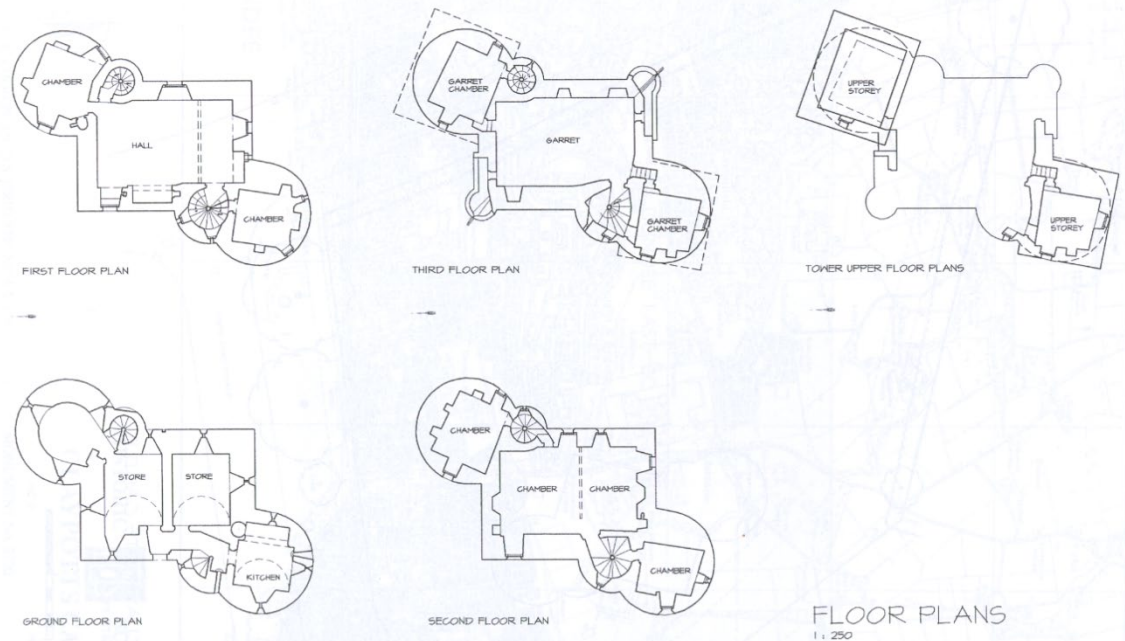 CHAMBER
HALL
CHAMBER
FIRST FLOOR PLAN
GARRET
CHAMBER
GARRET
GARRET
CHAMBER
THIRD FLOOR PLAN
UPPER
STOREY
UPPER
STOREY
TOWER UPPER FLOOR PLANS
STORE
STORE
KITCHEN
GROUND FLOOR PLAN
CHAMBER
CHAMBER
CHAMBER
CHAMBER
SECOND FLOOR PLAN
FLOOR PLANS
1 : 250